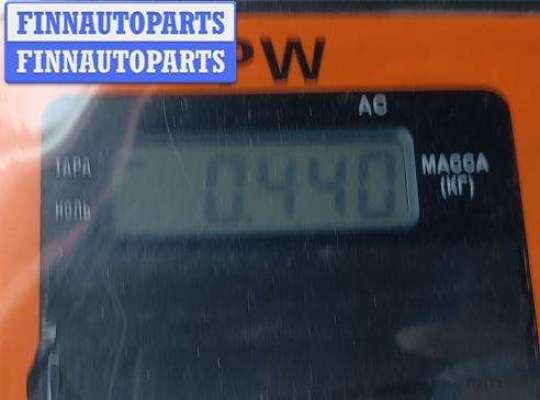 FINNAUTOPARTS
FINNAUTOPARTS
PW
AC
ТАРА
НОЛЬ
0.440
МАССА
(КГ)